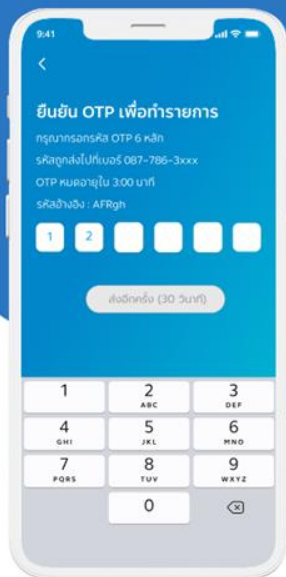 9:41
ยืนยัน OTP เพื่อทำรายการ
กรุณากรอกรหัส OTP 6 หลัก
รหัสถูกส่งไปที่เบอร์ 087-786-3xxx
OTP หมดอายุใน 3:00 นาที
รหัสอ้างอิง : AFRgh
1 2
ส่งอีกครั้ง (30 วินาที)
1 2 3
ABC DEF
4 5 6
GHI JKL MNO
7 8 9
PQRS TUV WXYZ
0